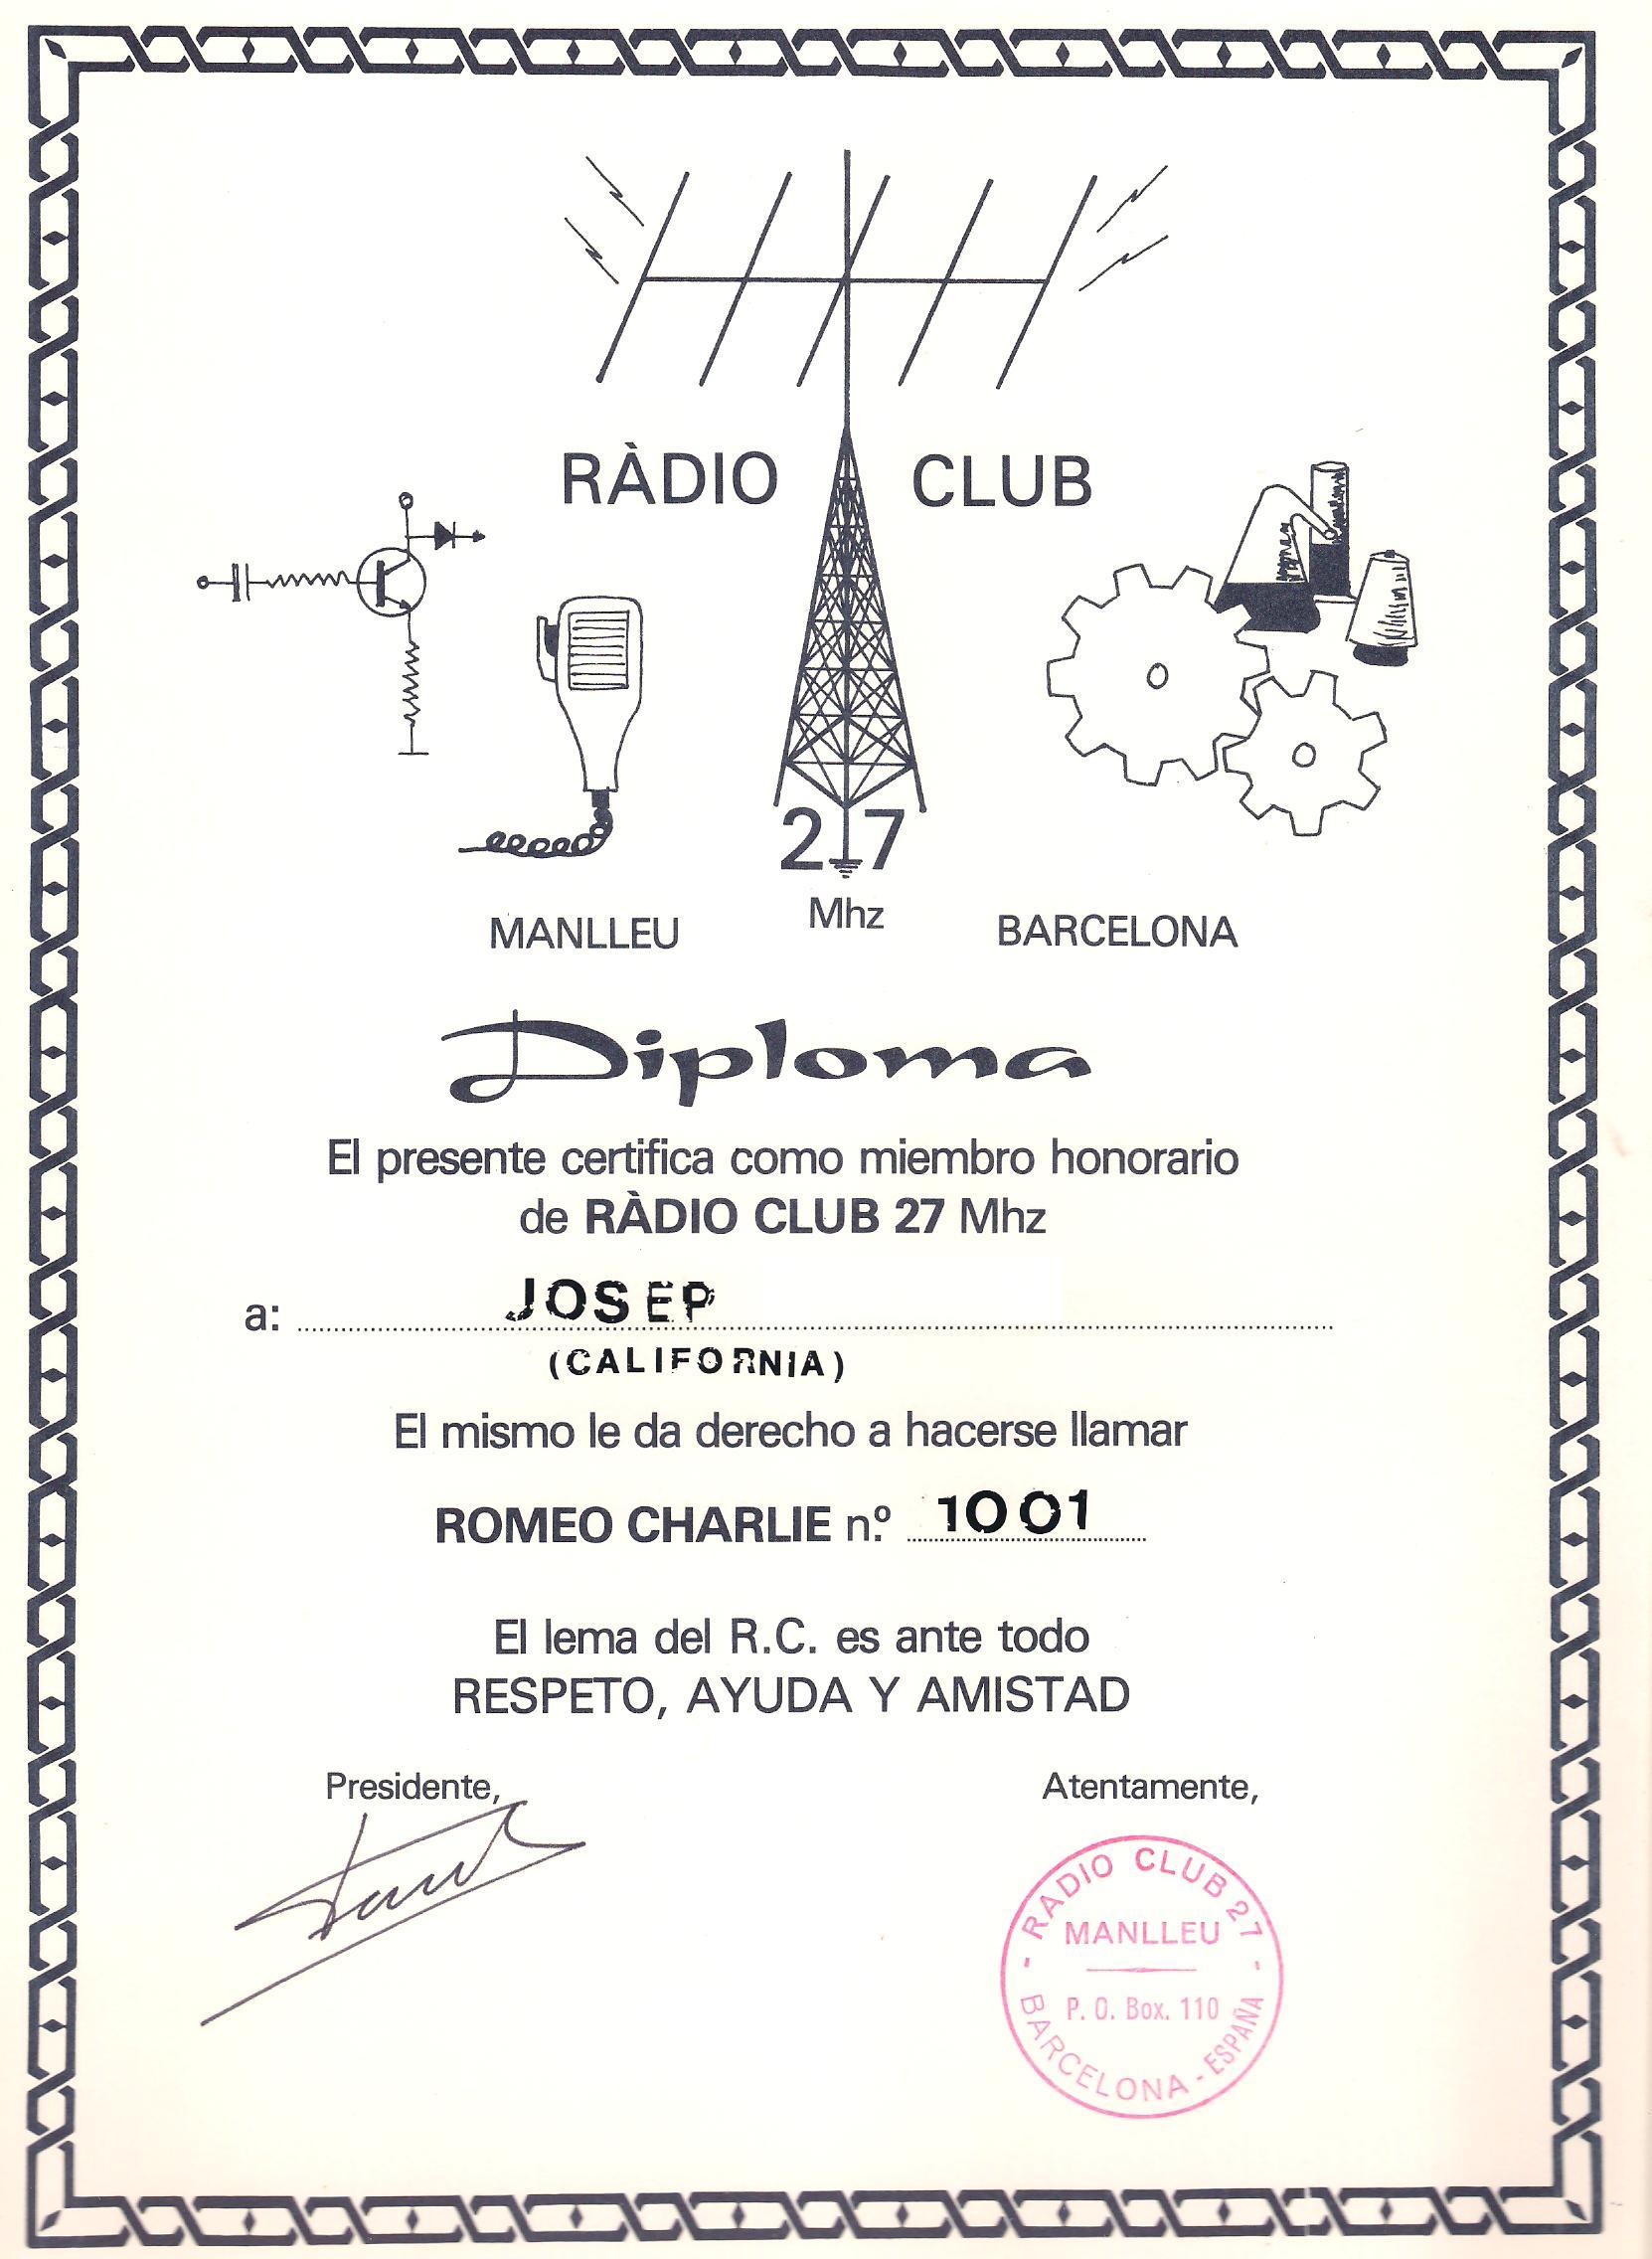 RÀDIO CLUB
27
Mhz
MANLLEU BARCELONA
Diploma
El presente certifica como miembro honorario
de RÀDIO CLUB 27 Mhz
a: JOSEP
(CALIFORNIA)
El mismo le da derecho a hacerse llamar
ROMEO CHARLIE n.º 1001
El lema del R.C. es ante todo
RESPETO, AYUDA Y AMISTAD
Presidente, Atentamente,
- RADIO CLUB 27 -
MANLLEU
P. O. Box. 110
BARCELONA - ESPAÑA